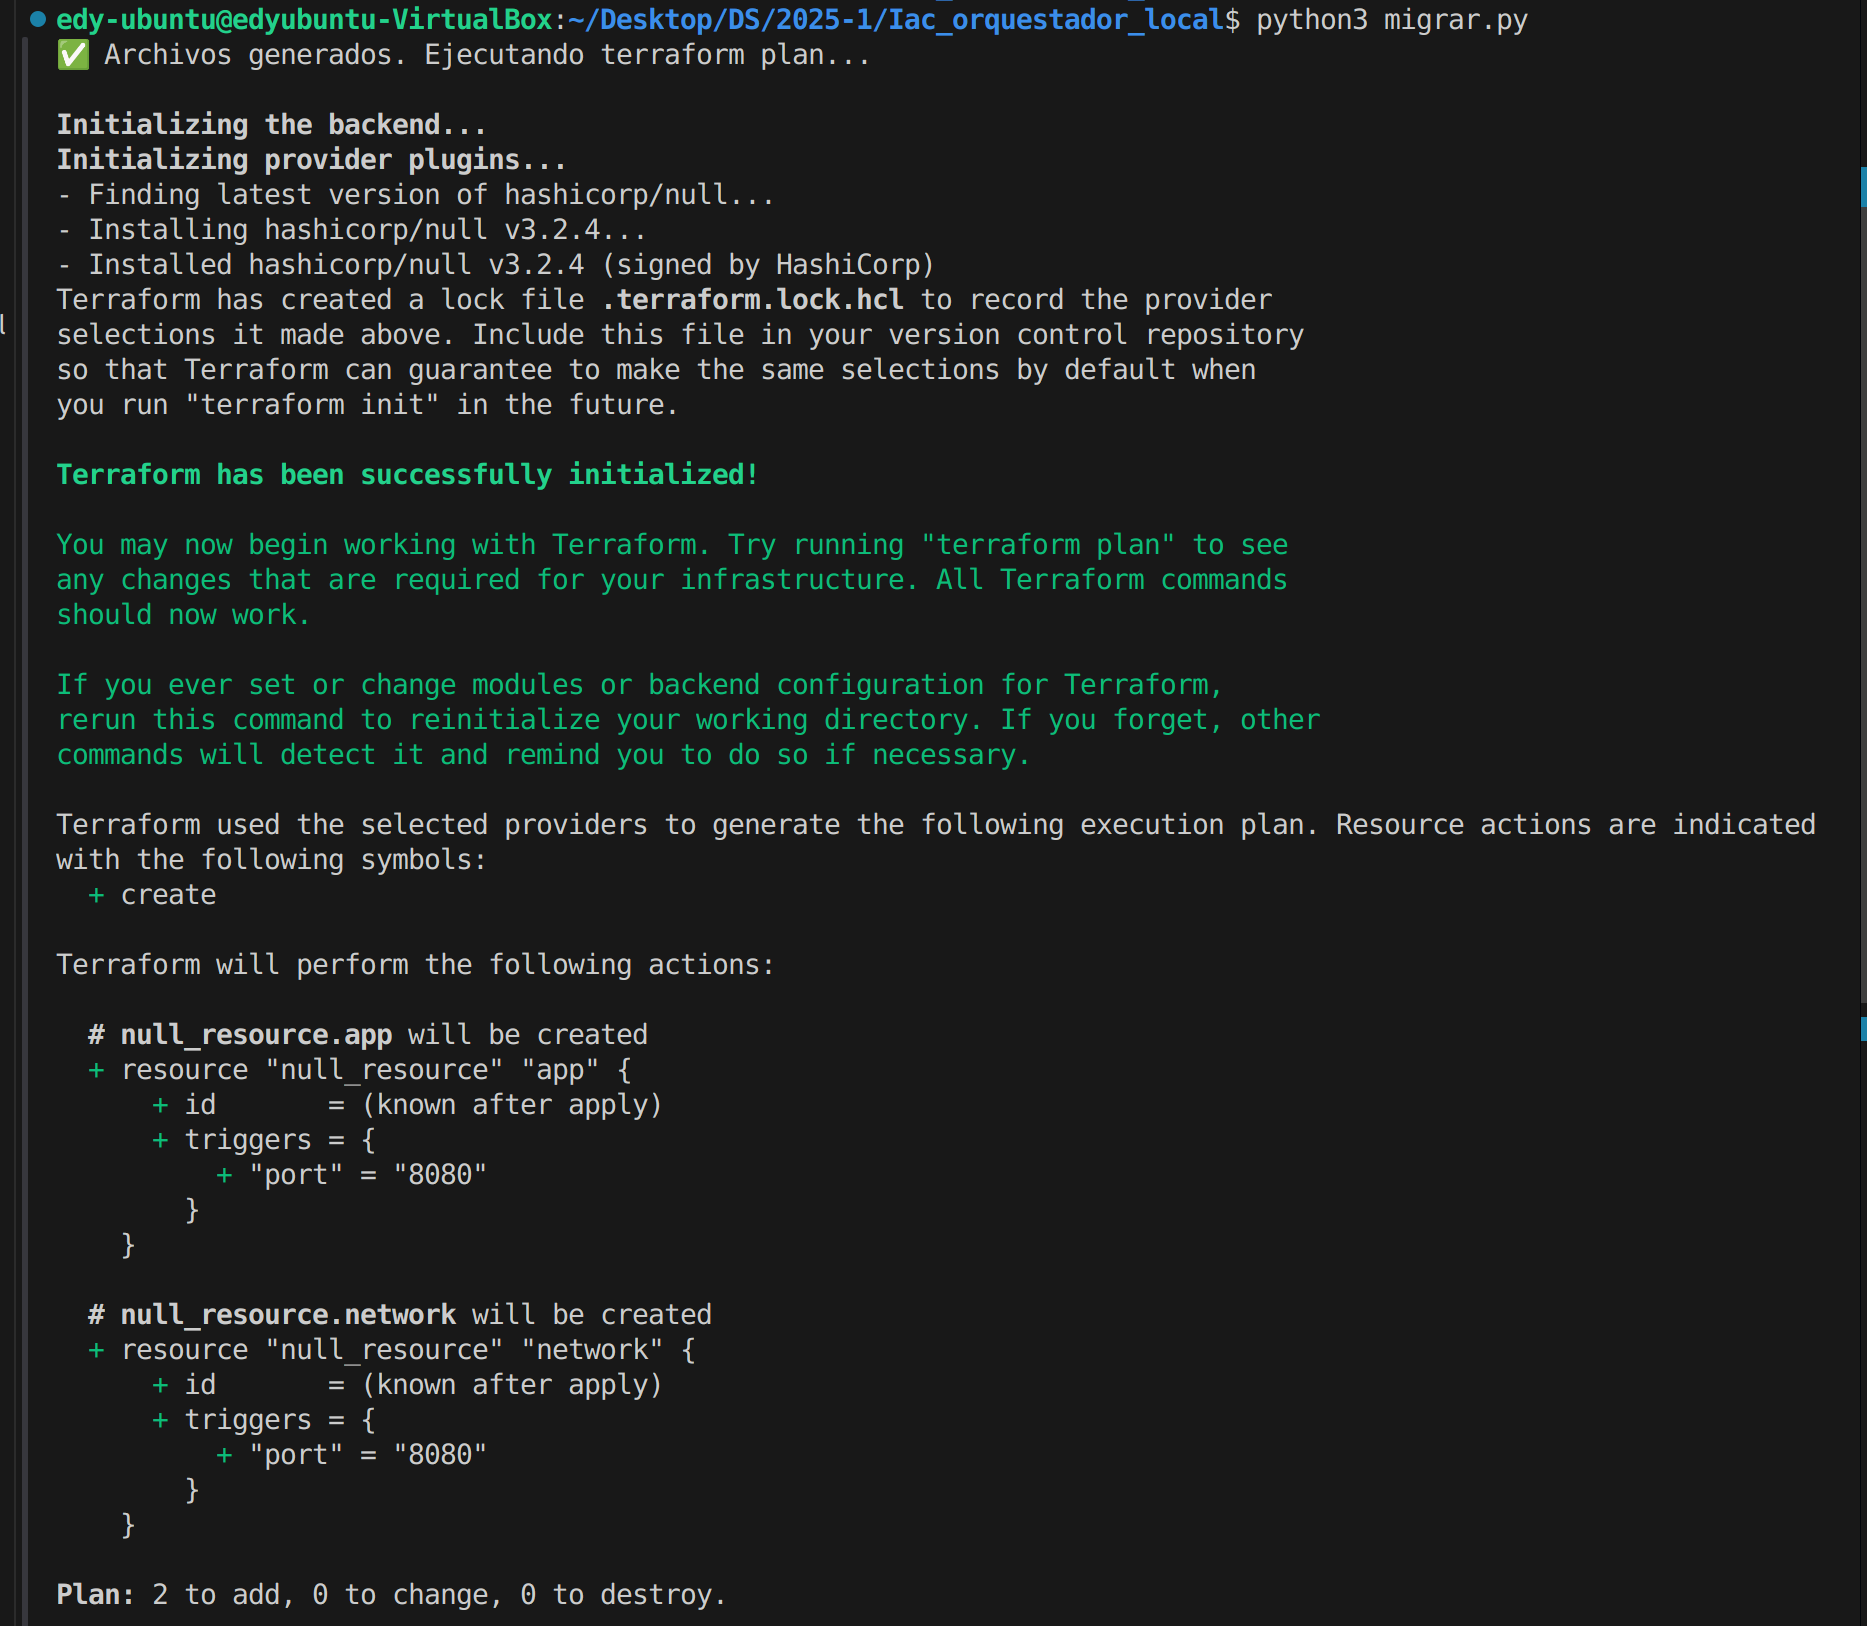 edy-ubuntu@edyubuntu-VirtualBox:~/Desktop/DS/2025-1/Iac_orquestador_local$ python3 migrar.py
✅ Archivos generados. Ejecutando terraform plan...
Initializing the backend...
Initializing provider plugins...
- Finding latest version of hashicorp/null...
- Installing hashicorp/null v3.2.4...
- Installed hashicorp/null v3.2.4 (signed by HashiCorp)
Terraform has created a lock file .terraform.lock.hcl to record the provider
selections it made above. Include this file in your version control repository
so that Terraform can guarantee to make the same selections by default when
you run "terraform init" in the future.
Terraform has been successfully initialized!
You may now begin working with Terraform. Try running "terraform plan" to see
any changes that are required for your infrastructure. All Terraform commands
should now work.
If you ever set or change modules or backend configuration for Terraform,
rerun this command to reinitialize your working directory. If you forget, other
commands will detect it and remind you to do so if necessary.
Terraform used the selected providers to generate the following execution plan. Resource actions are indicated
with the following symbols:
  + create
Terraform will perform the following actions:
  # null_resource.app will be created
  + resource "null_resource" "app" {
      + id       = (known after apply)
      + triggers = {
          + "port" = "8080"
        }
    }
  # null_resource.network will be created
  + resource "null_resource" "network" {
      + id       = (known after apply)
      + triggers = {
          + "port" = "8080"
        }
    }
Plan: 2 to add, 0 to change, 0 to destroy.